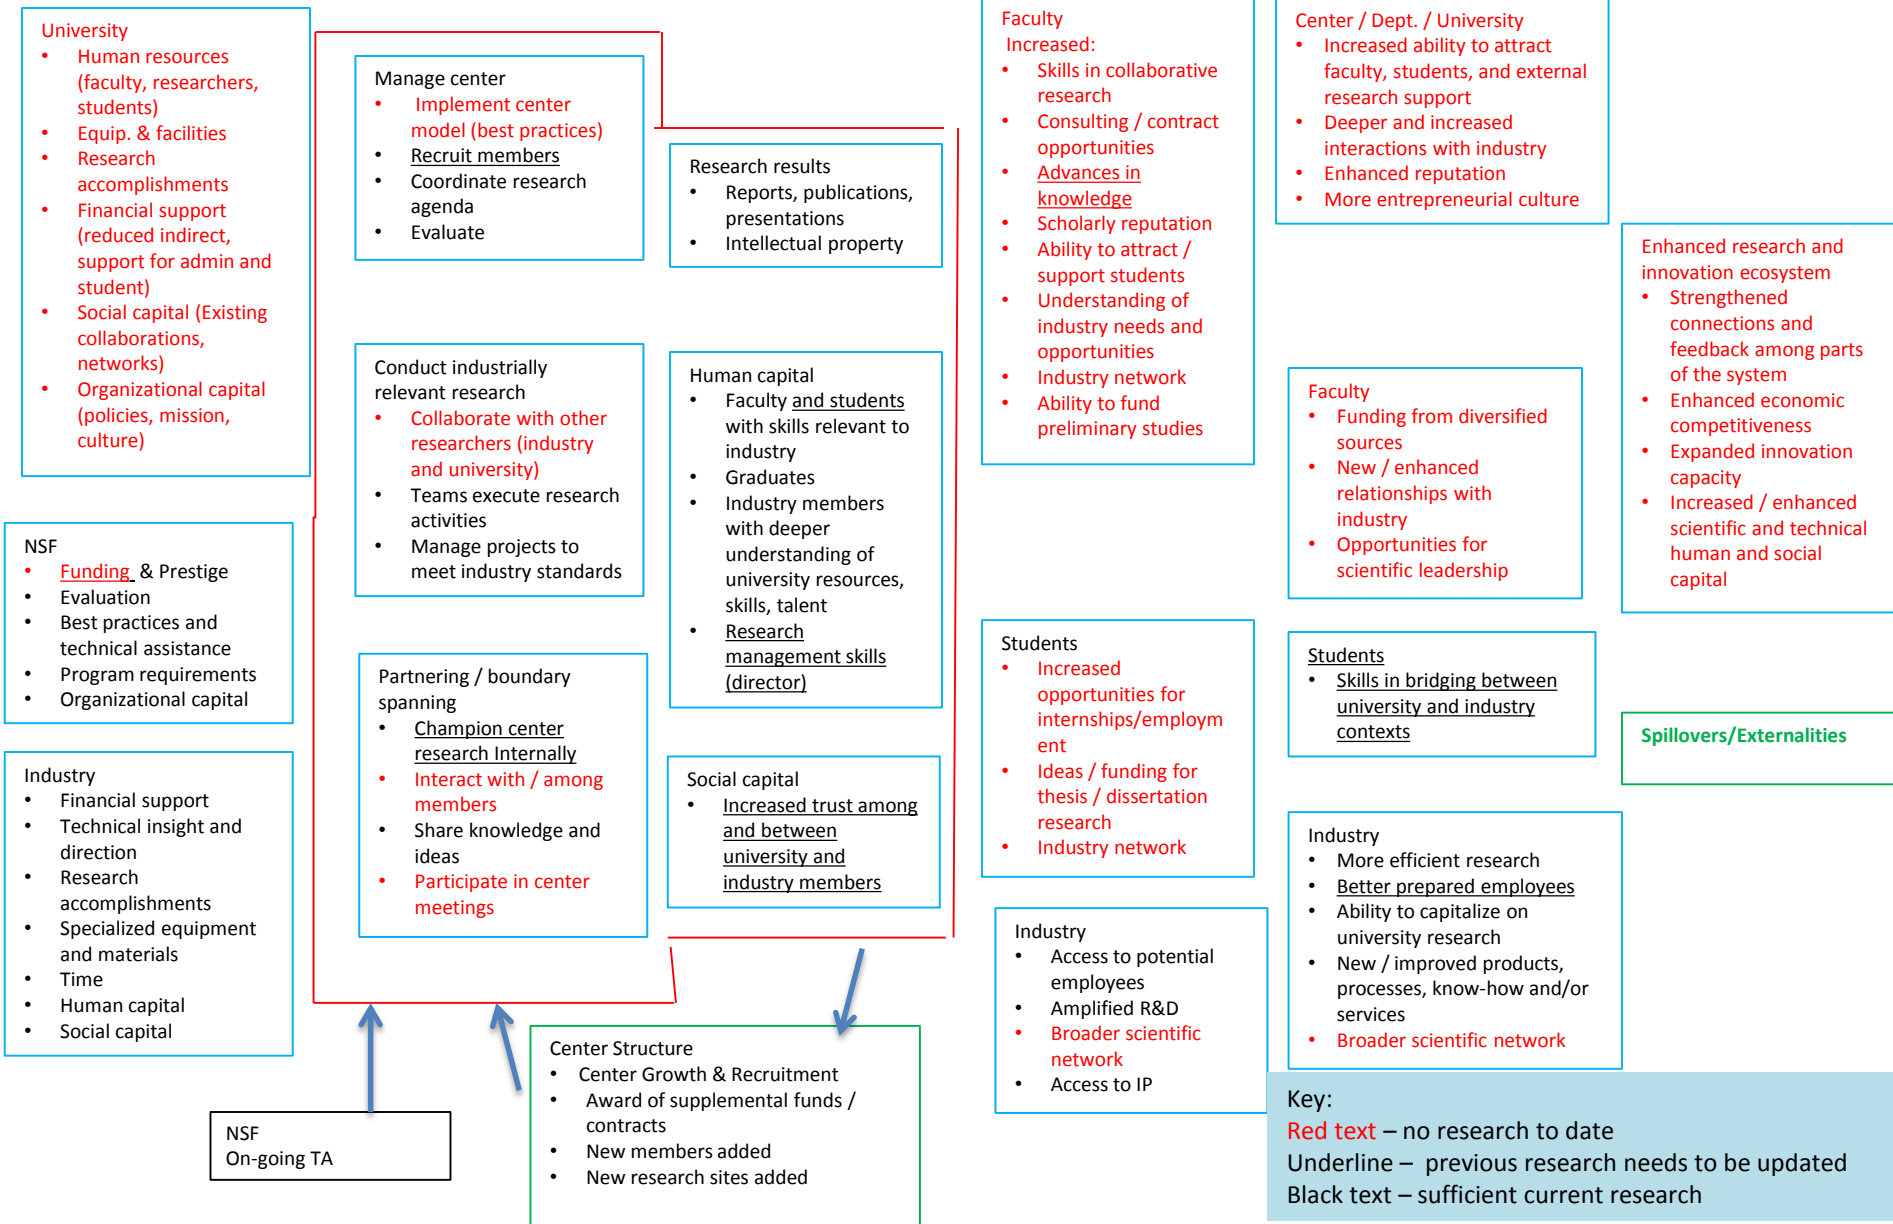 University
• Human resources
(faculty, researchers,
students)
• Equip. & facilities
• Research
accomplishments
• Financial support
(reduced indirect,
support for admin and
student)
• Social capital (Existing
collaborations,
networks)
• Organizational capital
(policies, mission,
culture)
NSF
• Funding & Prestige
• Evaluation
• Best practices and
technical assistance
• Program requirements
• Organizational capital
Industry
• Financial support
• Technical insight and
direction
• Research
accomplishments
• Specialized equipment
and materials
• Time
• Human capital
• Social capital
Manage center
• Implement center
model (best practices)
• Recruit members
• Coordinate research
agenda
• Evaluate
Conduct industrially
relevant research
• Collaborate with other
researchers (industry
and university)
• Teams execute research
activities
• Manage projects to
meet industry standards
Partnering / boundary
spanning
• Champion center
research Internally
• Interact with / among
members
• Share knowledge and
ideas
• Participate in center
meetings
Research results
• Reports, publications,
presentations
• Intellectual property
Human capital
• Faculty and students
with skills relevant to
industry
• Graduates
• Industry members
with deeper
understanding of
university resources,
skills, talent
• Research
management skills
(director)
Social capital
• Increased trust among
and between
university and
industry members
NSF
On-going TA
Center Structure
• Center Growth & Recruitment
• Award of supplemental funds /
contracts
• New members added
• New research sites added
Faculty
Increased:
• Skills in collaborative
research
• Consulting / contract
opportunities
• Advances in
knowledge
• Scholarly reputation
• Ability to attract /
support students
• Understanding of
industry needs and
opportunities
• Industry network
• Ability to fund
preliminary studies
Students
• Increased
opportunities for
internships/employm
ent
• Ideas / funding for
thesis / dissertation
research
• Industry network
Industry
• Access to potential
employees
• Amplified R&D
• Broader scientific
network
• Access to IP
Center / Dept. / University
• Increased ability to attract
faculty, students, and external
research support
• Deeper and increased
interactions with industry
• Enhanced reputation
• More entrepreneurial culture
Faculty
• Funding from diversified
sources
• New / enhanced
relationships with
industry
• Opportunities for
scientific leadership
Students
• Skills in bridging between
university and industry
contexts
Industry
• More efficient research
• Better prepared employees
• Ability to capitalize on
university research
• New / improved products,
processes, know-how and/or
services
• Broader scientific network
Enhanced research and
innovation ecosystem
• Strengthened
connections and
feedback among parts
of the system
• Enhanced economic
competitiveness
• Expanded innovation
capacity
• Increased / enhanced
scientific and technical
human and social
capital
Spillovers/Externalities
Key:
Red text – no research to date
Underline – previous research needs to be updated
Black text – sufficient current research